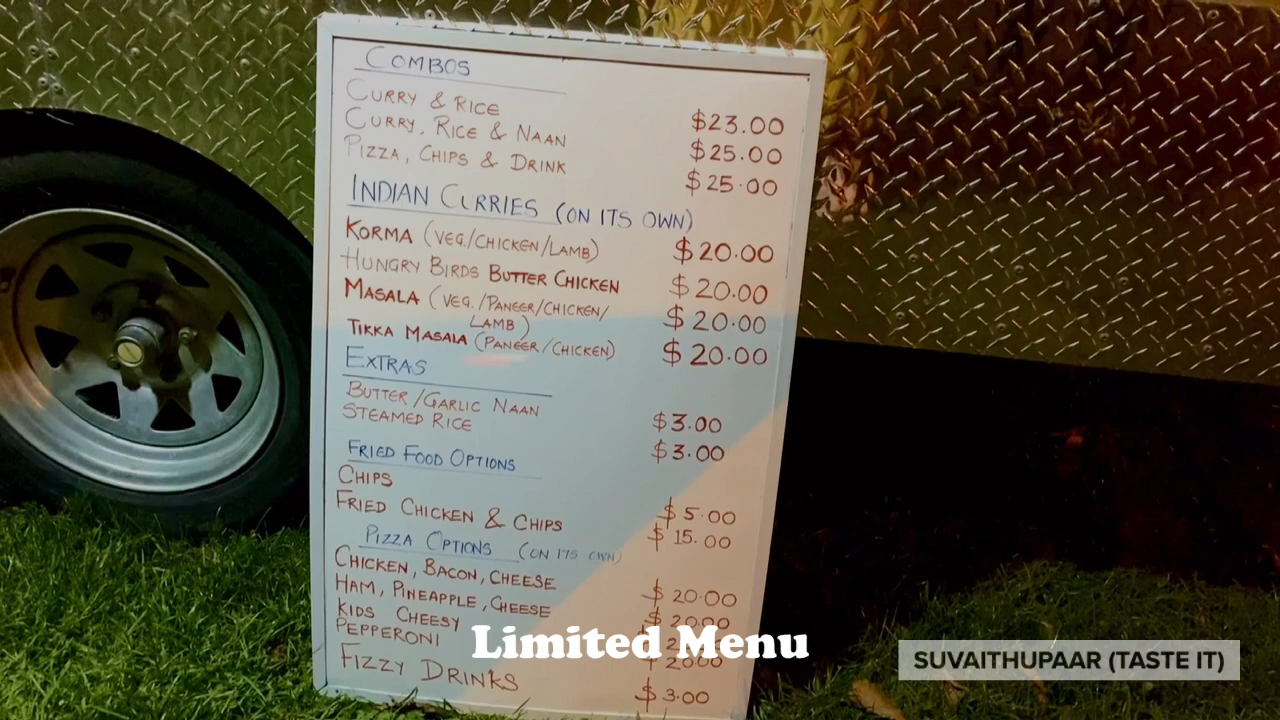 COMBOS
CURRY & RICE $23.00
CURRY, RICE & NAAN $25.00
PIZZA, CHIPS & DRINK $25.00
INDIAN CURRIES (ON ITS OWN)
KORMA (VEG./CHICKEN/LAMB) $20.00
HUNGRY BIRDS BUTTER CHICKEN $20.00
MASALA (VEG./PANEER/CHICKEN/ $20.00
LAMB)
TIKKA MASALA (PANEER/CHICKEN) $20.00
EXTRAS
BUTTER/GARLIC NAAN $3.00
STEAMED RICE $3.00
FRIED FOOD OPTIONS
CHIPS $5.00
FRIED CHICKEN & CHIPS $15.00
PIZZA OPTIONS (ON ITS OWN)
CHICKEN, BACON, CHEESE $20.00
HAM, PINEAPPLE, CHEESE $20.00
KIDS CHEESY
PEPPERONI 20.00
FIZZY DRINKS $3.00
Limited Menu
SUVAITHUPAAR (TASTE IT)